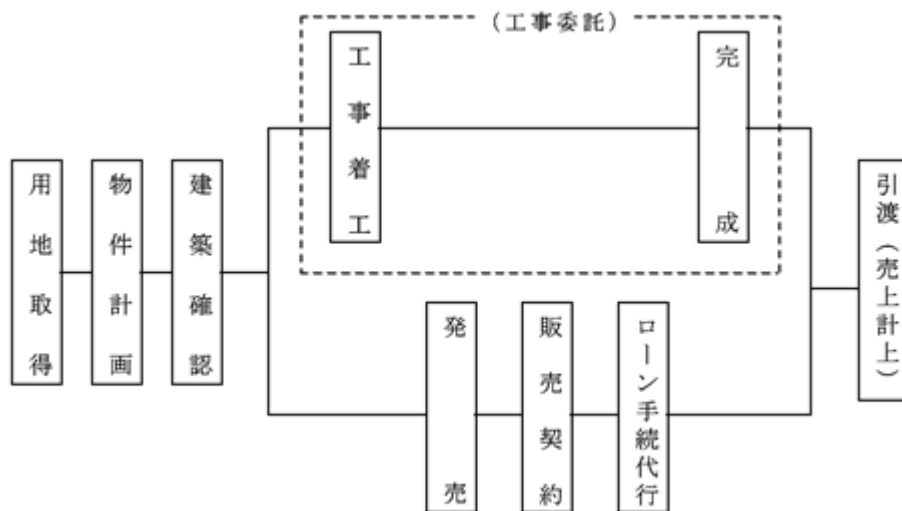 （工事委託）
用地取得
物件計画
建築確認
工事着工
完成
発売
販売契約
ローン手続代行
引渡（売上計上）